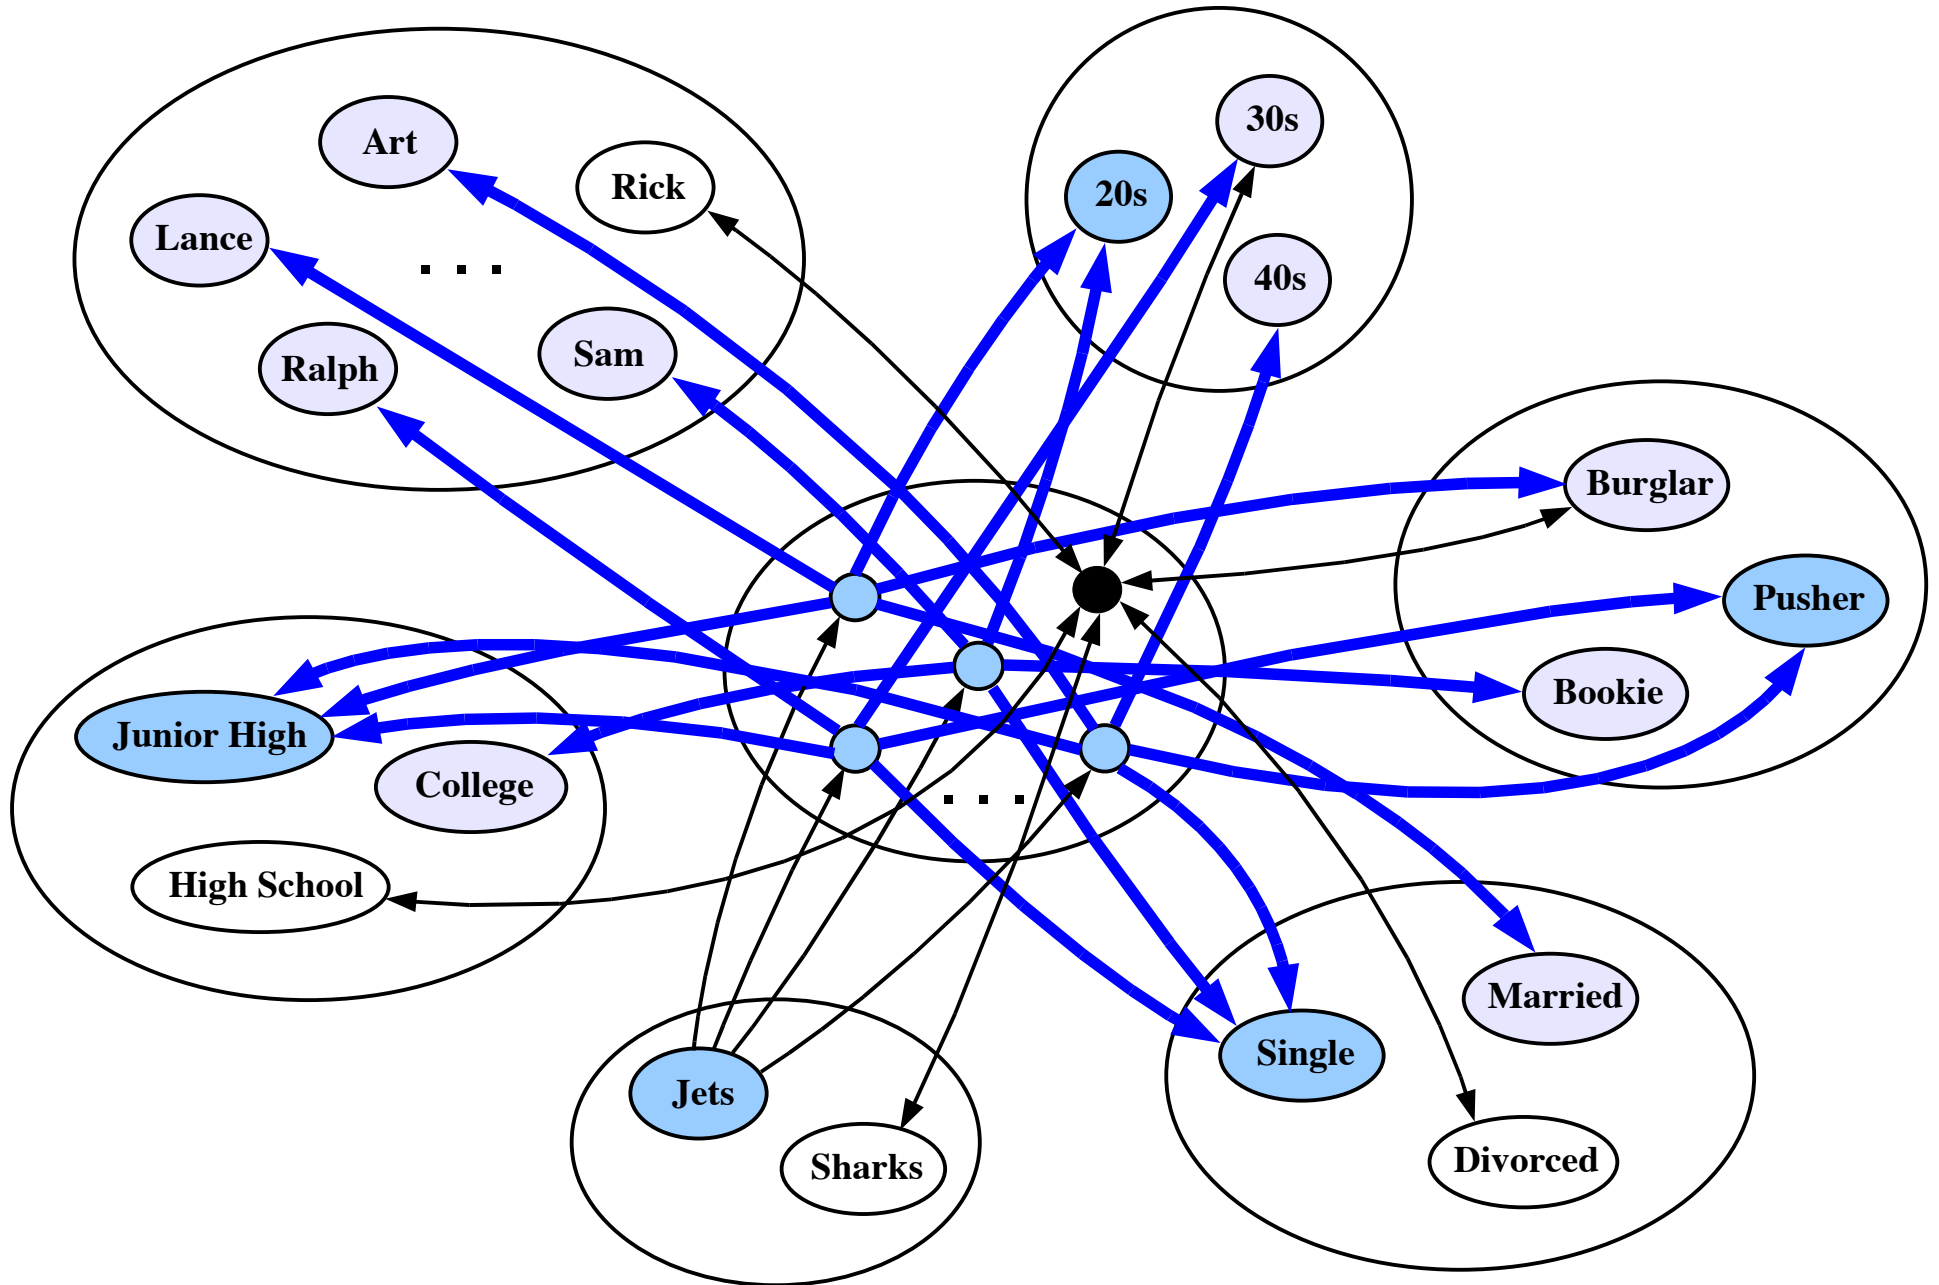 Art
Rick
Lance
. . .
Sam
Ralph
30s
20s
40s
Burglar
Pusher
Bookie
Junior High
College
High School
. . .
Married
Single
Divorced
Jets
Sharks